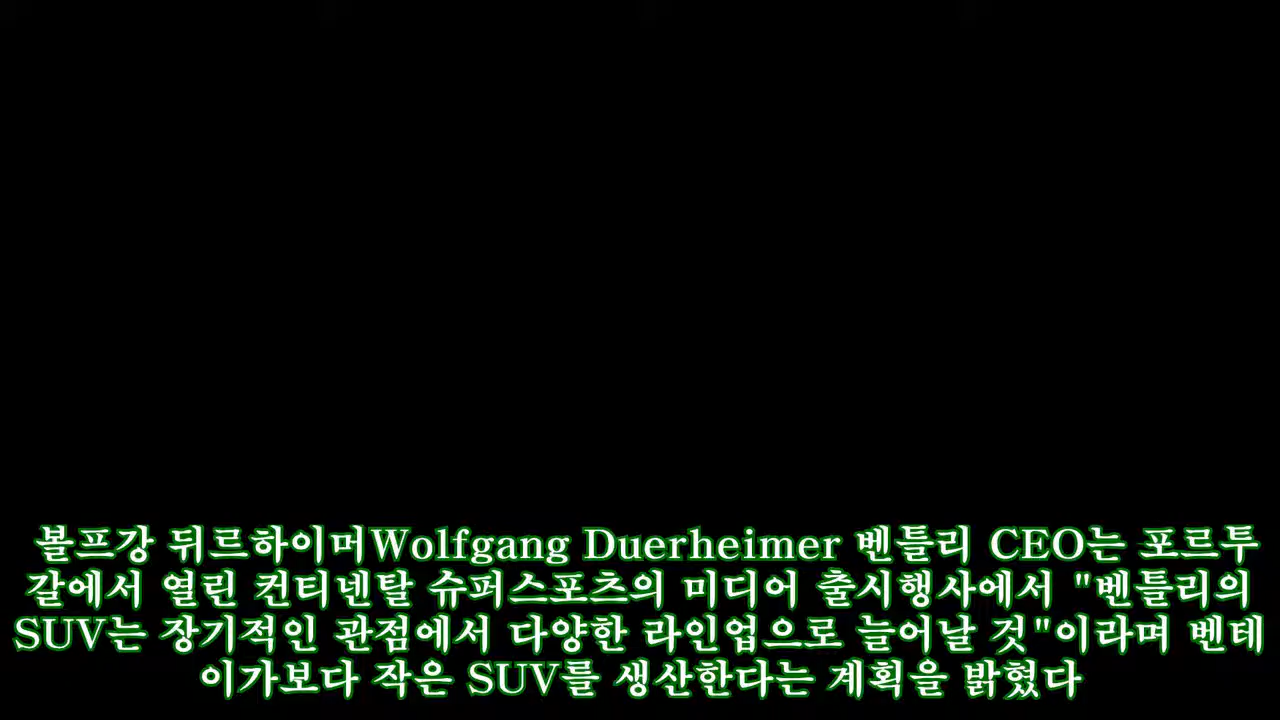 볼프강 뒤르하이머Wolfgang Duerheimer 벤틀리 CEO는 포르투
갈에서 열린 컨티넨탈 슈퍼스포츠의 미디어 출시행사에서 "벤틀리의
SUV는 장기적인 관점에서 다양한 라인업으로 늘어날 것"이라며 벤테
이가보다 작은 SUV를 생산한다는 계획을 밝혔다